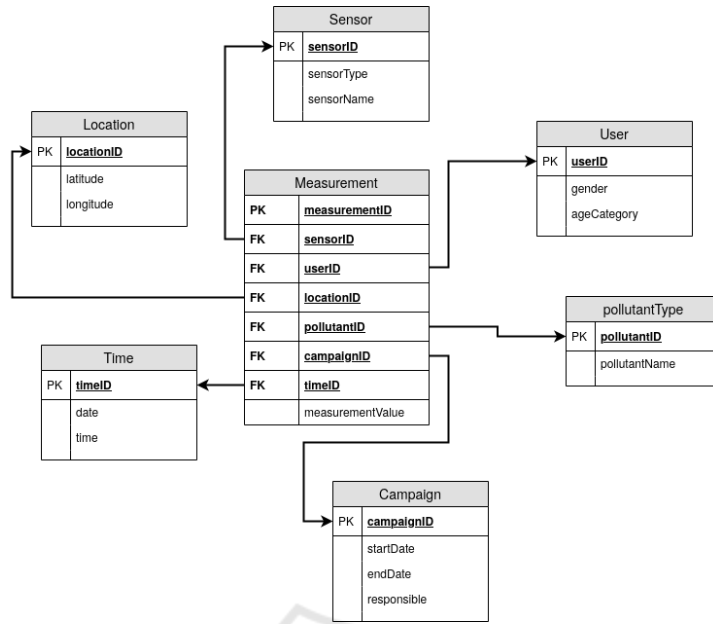 Sensor
PK sensorID
sensorType
sensorName
Location
PK locationID
latitude
longitude
User
PK userID
gender
ageCategory
Measurement
PK measurementID
FK sensorID
FK userID
FK locationID
FK pollutantID
FK campaignID
FK timeID
measurementValue
pollutantType
PK pollutantID
pollutantName
Time
PK timeID
date
time
Campaign
PK campaignID
startDate
endDate
responsible